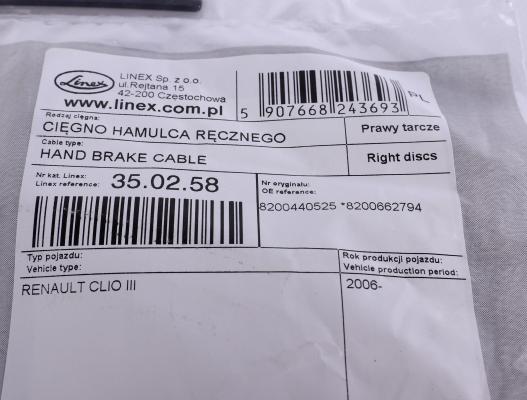 Linex
LINEX Sp. z o.o.
ul.Rejtana 15
42-200 Częstochowa
www.linex.com.pl
5 907668 243693
PL
Rodzaj cięgna:
CIĘGNO HAMULCA RĘCZNEGO
Prawy tarcze
Cable type:
HAND BRAKE CABLE
Right discs
Nr kat. Linex:
Linex reference:
35.02.58
Nr oryginału:
OE reference:
8200440525 *8200662794
Typ pojazdu:
Vehicle type:
Rok produkcji pojazdu:
Vehicle production period:
RENAULT CLIO III
2006-